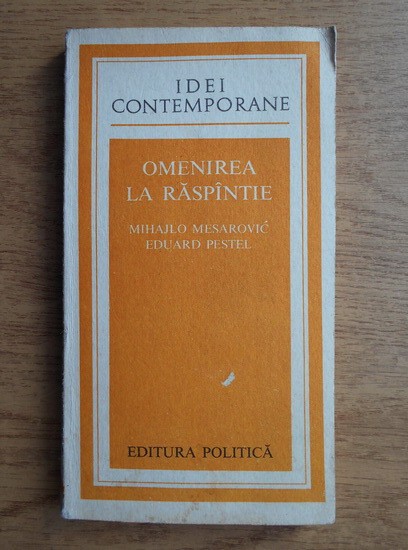 IDEI
CONTEMPORANE
OMENIREA
LA RĂSPÎNTIE
MIHAJLO MESAROVIĆ
EDUARD PESTEL
EDITURA POLITICĂ